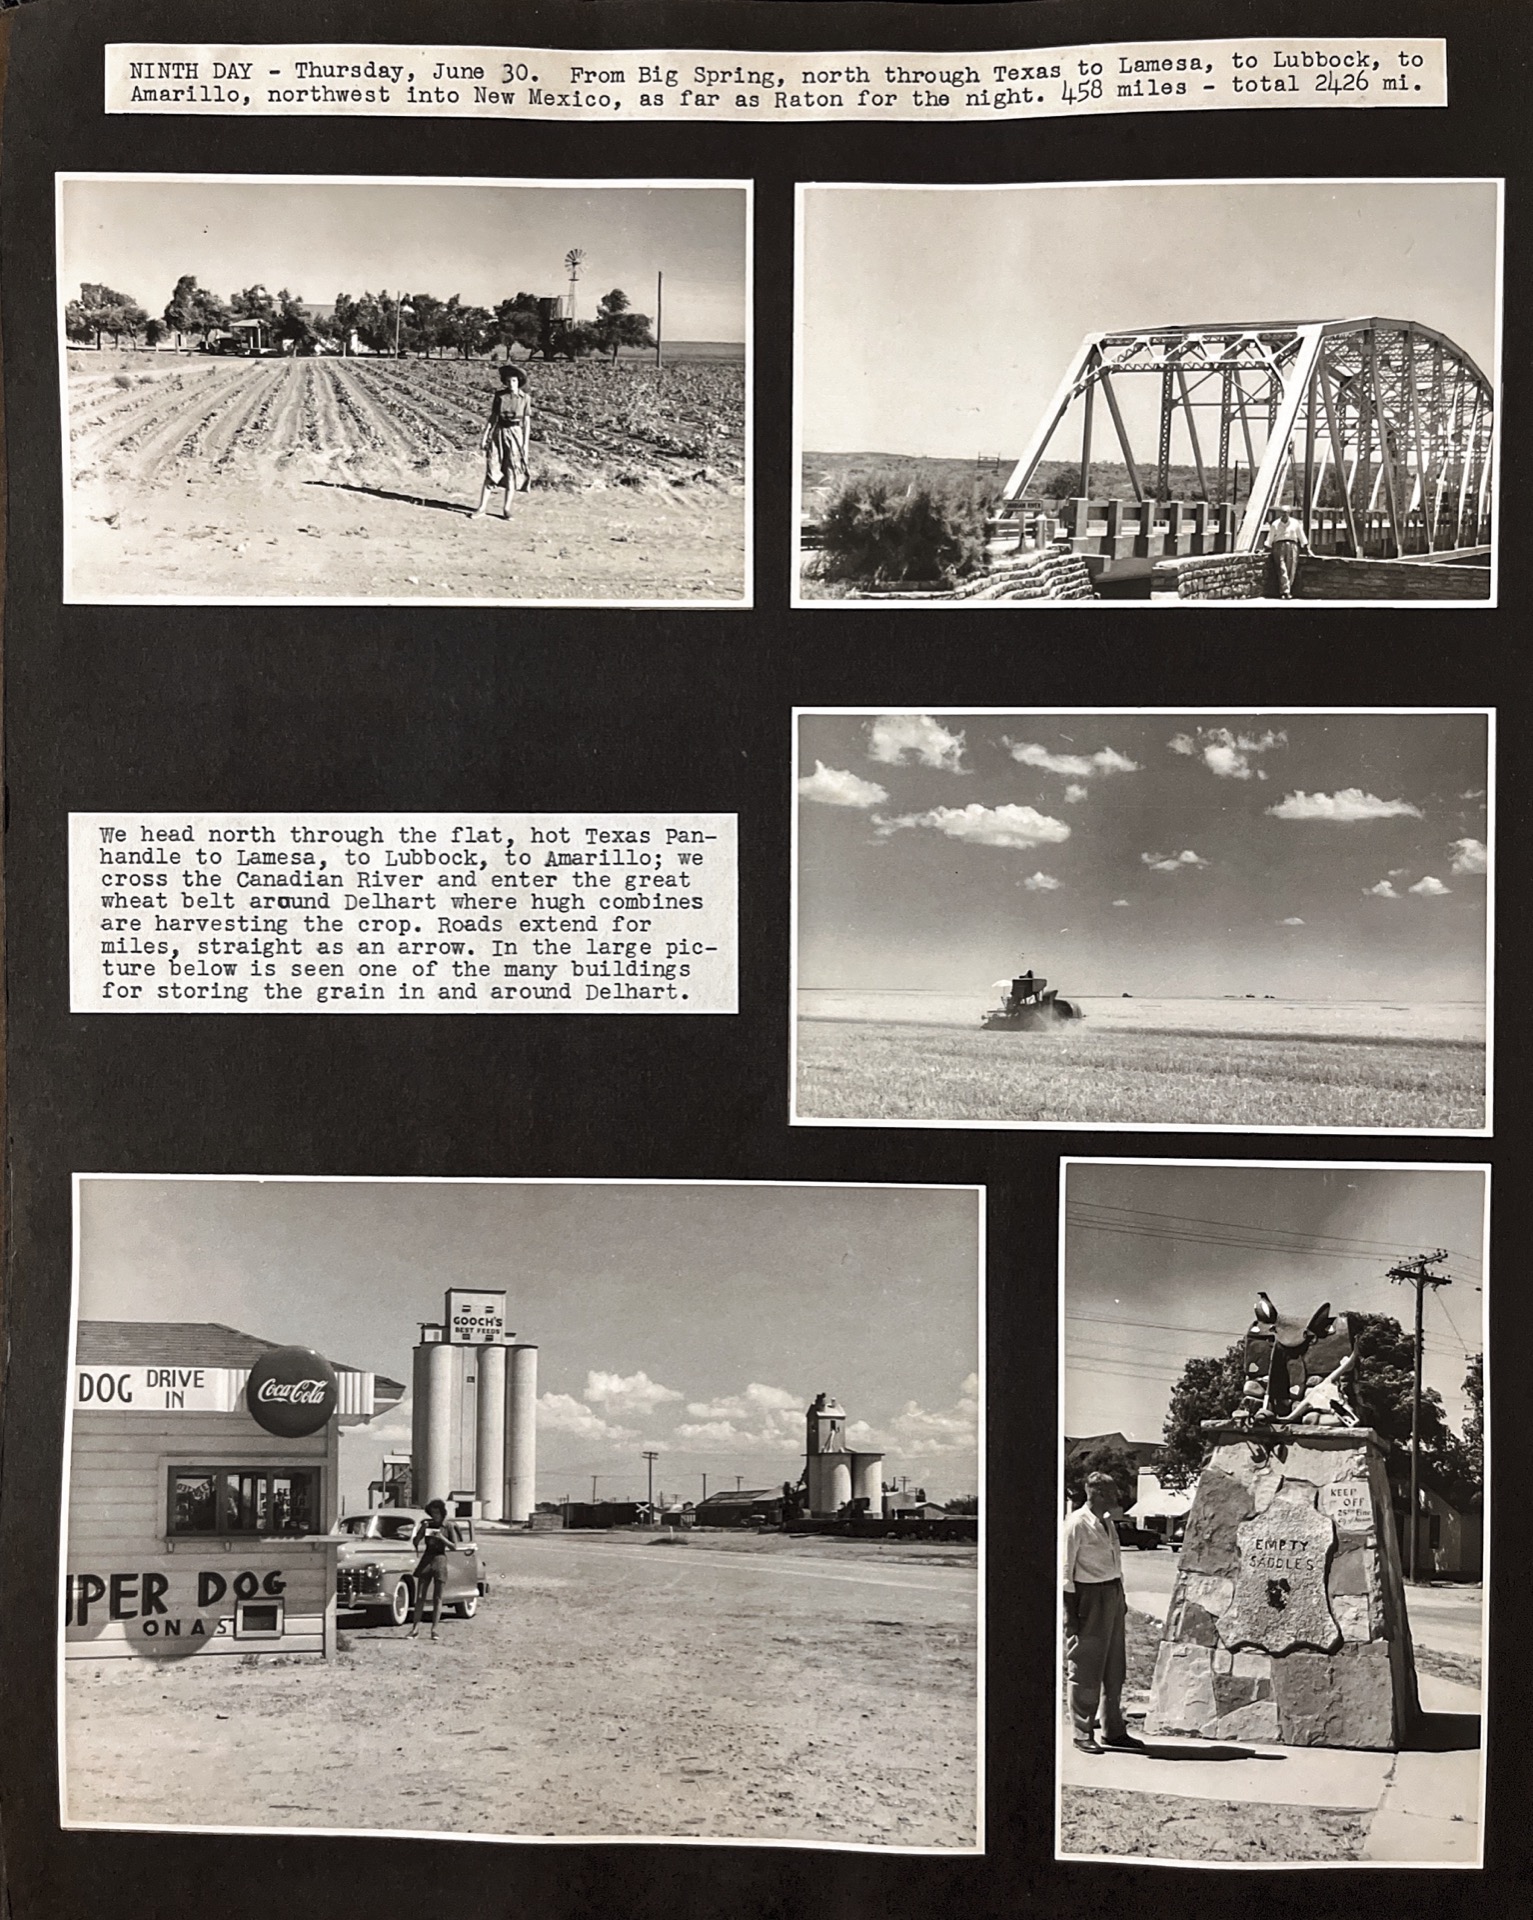 NINTH DAY - Thursday, June 30. From Big Spring, north through Texas to Lamesa, to Lubbock, to
Amarillo, northwest into New Mexico, as far as Raton for the night. 458 miles - total 2426 mi.
We head north through the flat, hot Texas Pan-
handle to Lamesa, to Lubbock, to Amarillo; we
cross the Canadian River and enter the great
wheat belt around Delhart where hugh combines
are harvesting the crop. Roads extend for
miles, straight as an arrow. In the large pic-
ture below is seen one of the many buildings
for storing the grain in and around Delhart.
GOOCH'S
BEST FEEDS
DOG DRIVE
IN
Coca-Cola
UPER DOG
ON A S
KEEP
OFF
EMPTY
SADDLES